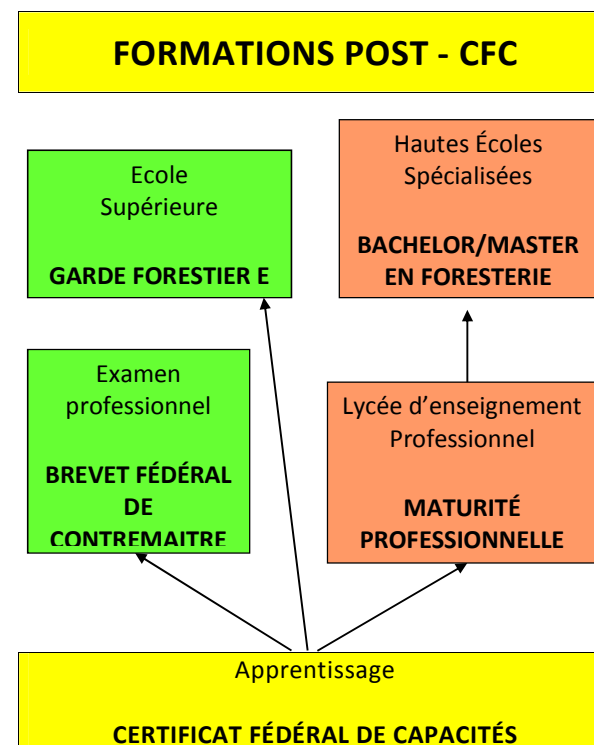 FORMATIONS POST - CFC
Ecole
Supérieure
GARDE FORESTIER E
Hautes Écoles
Spécialisées
BACHELOR/MASTER
EN FORESTERIE
Examen
professionnel
BREVET FÉDÉRAL
DE
CONTREMAITRE
Lycée d’enseignement
Professionnel
MATURITÉ
PROFESSIONNELLE
Apprentissage
CERTIFICAT FÉDÉRAL DE CAPACITÉS